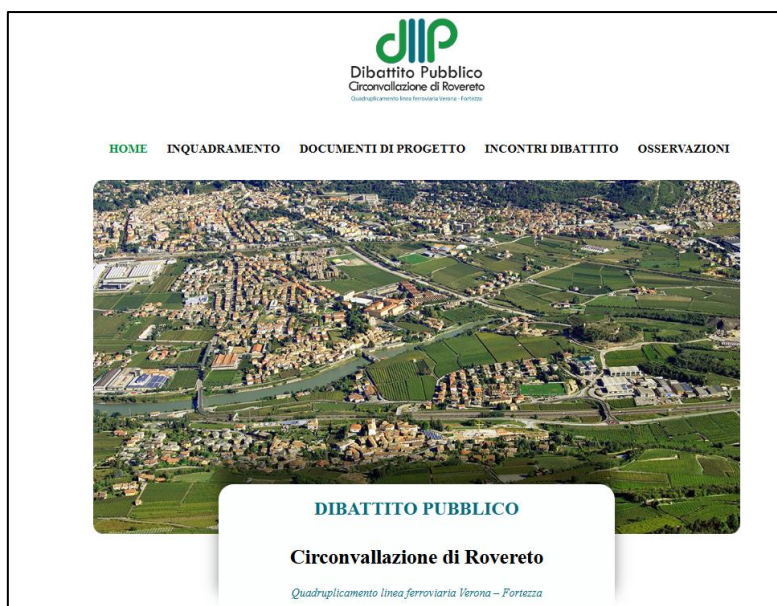 Dibattito Pubblico
Circonvallazione di Rovereto
Quadruplicamento linea ferroviaria Verona - Fortezza
HOME INQUADRAMENTO DOCUMENTI DI PROGETTO INCONTRI DIBATTITO OSSERVAZIONI
DIBATTITO PUBBLICO
Circonvallazione di Rovereto
Quadruplicamento linea ferroviaria Verona – Fortezza